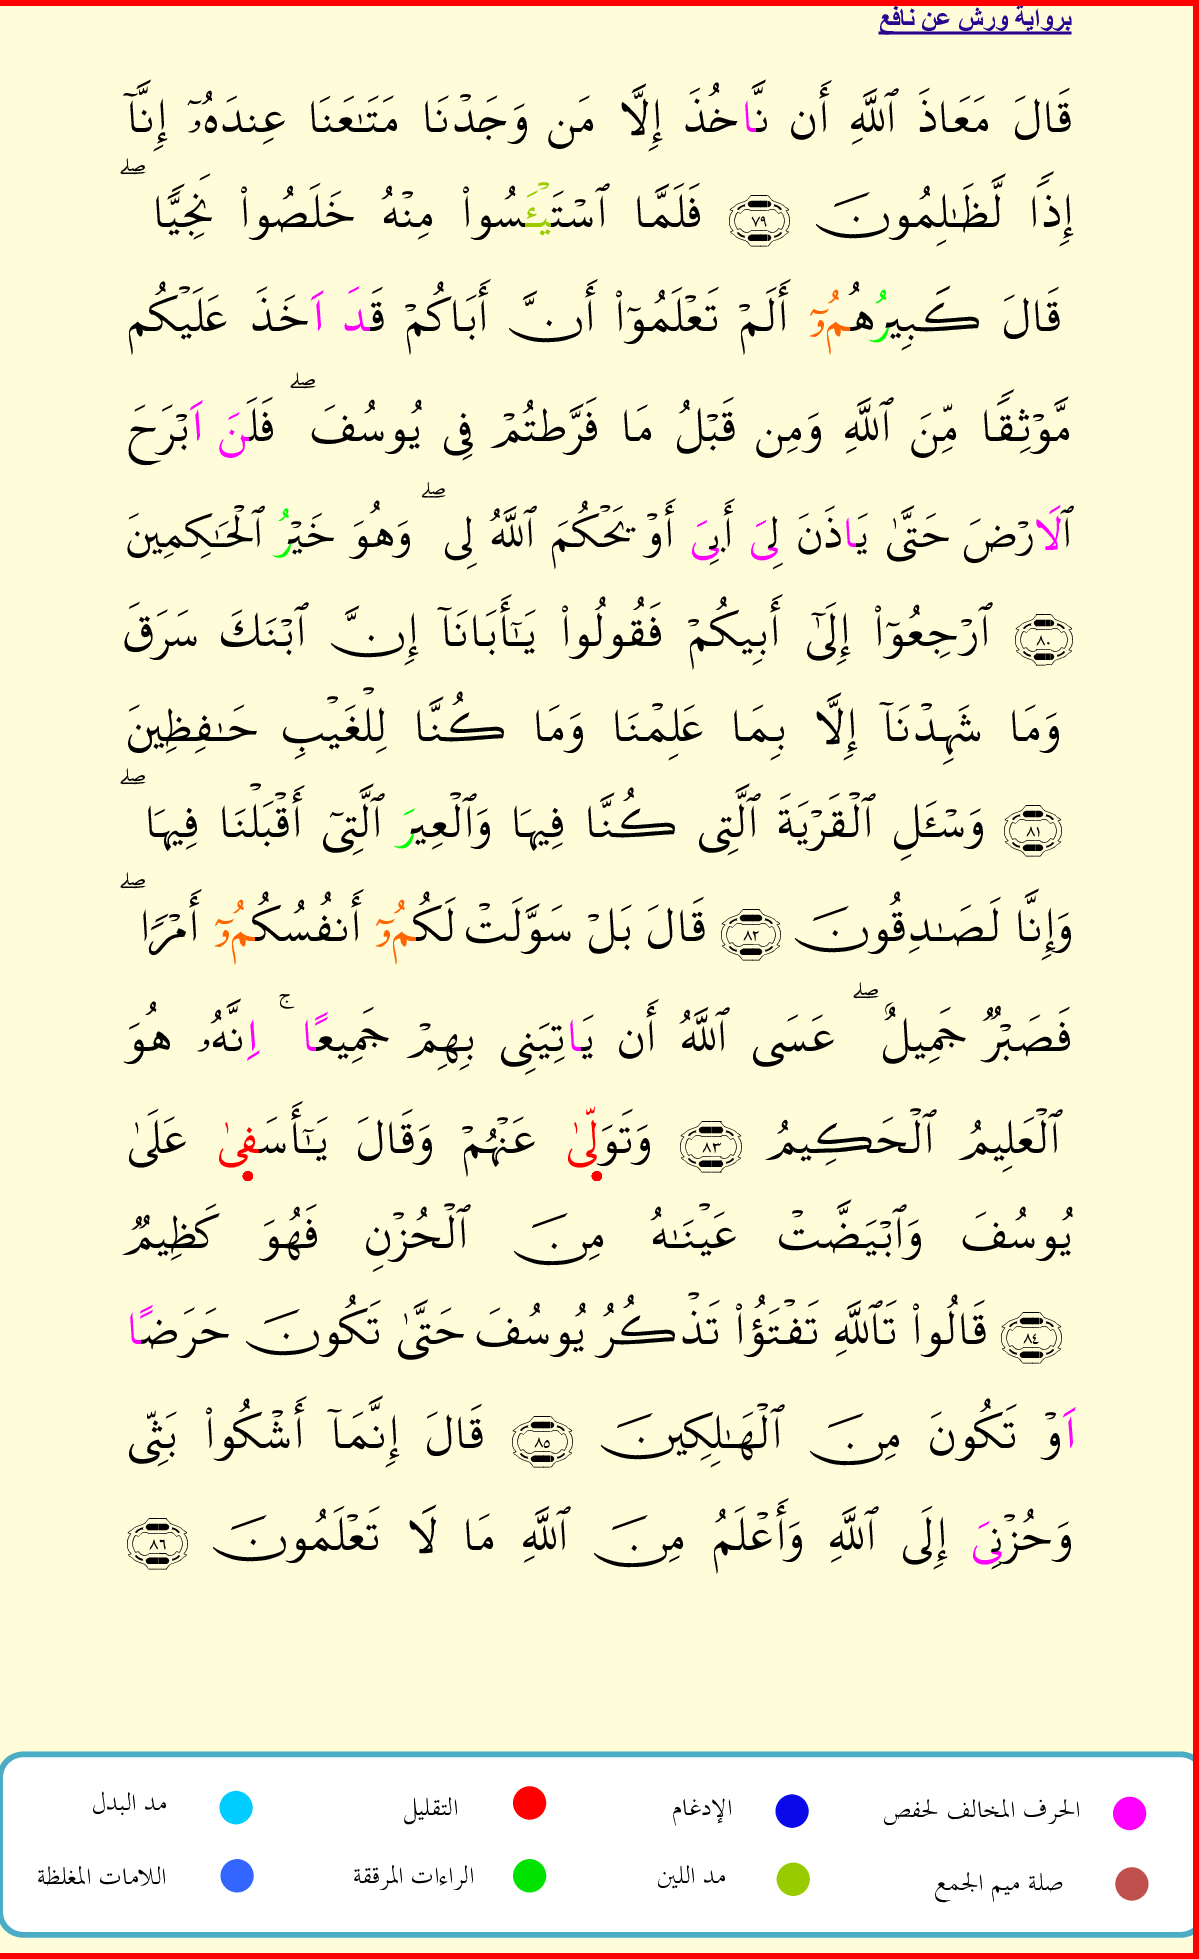 برواية ورش عن نافع
قَالَ مَعَاذَ ٱللَّهِ أَن نَّاخُذَ إِلَّا مَن وَجَدْنَا مَتَـٰعَنَا عِندَهُۥٓ إِنَّآ
إِذًا لَّظَـٰلِمُونَ ٧٩ فَلَمَّا ٱسْتَيْـَٔسُوا۟ مِنْهُ خَلَصُوا۟ نَجِيًّا ۖ
قَالَ كَبِيرُهُمُۥٓ أَلَمْ تَعْلَمُوٓا۟ أَنَّ أَبَاكُمْ قَدَ اَخَذَ عَلَيْكُم
مَّوْثِقًا مِّنَ ٱللَّهِ وَمِن قَبْلُ مَا فَرَّطتُمْ فِى يُوسُفَ ۖ فَلَنَ اَبْرَحَ
ٱلَارْضَ حَتَّىٰ يَاذَنَ لِىَ أَبِىَ أَوْ يَحْكُمَ ٱللَّهُ لِى ۖ وَهُوَ خَيْرُ ٱلْحَـٰكِمِينَ
٨٠ ٱرْجِعُوٓا۟ إِلَىٰٓ أَبِيكُمْ فَقُولُوا۟ يَـٰٓأَبَانَآ إِنَّ ٱبْنَكَ سَرَقَ
وَمَا شَهِدْنَآ إِلَّا بِمَا عَلِمْنَا وَمَا كُنَّا لِلْغَيْبِ حَـٰفِظِينَ
٨١ وَسْـَٔلِ ٱلْقَرْيَةَ ٱلَّتِى كُنَّا فِيهَا وَٱلْعِيرَ ٱلَّتِىٓ أَقْبَلْنَا فِيهَا ۖ
وَإِنَّا لَصَـٰدِقُونَ ٨٢ قَالَ بَلْ سَوَّلَتْ لَكُمُۥٓ أَنفُسُكُمُۥٓ أَمْرًا ۖ
فَصَبْرٌ جَمِيلٌ ۖ عَسَى ٱللَّهُ أَن يَاتِيَنِى بِهِمْ جَمِيعًا ۚ اِنَّهُۥ هُوَ
ٱلْعَلِيمُ ٱلْحَكِيمُ ٨٣ وَتَوَلّىٰ عَنْهُمْ وَقَالَ يَـٰٓأَسَفىٰ عَلَىٰ
يُوسُفَ وَٱبْيَضَّتْ عَيْنَـٰهُ مِنَ ٱلْحُزْنِ فَهُوَ كَظِيمٌ
٨٤ قَالُوا۟ تَٱللَّهِ تَفْتَؤُا۟ تَذْكُرُ يُوسُفَ حَتَّىٰ تَكُونَ حَرَضًا
اَوْ تَكُونَ مِنَ ٱلْهَـٰلِكِينَ ٨٥ قَالَ إِنَّمَآ أَشْكُوا۟ بَثِّى
وَحُزْنِىَ إِلَى ٱللَّهِ وَأَعْلَمُ مِنَ ٱللَّهِ مَا لَا تَعْلَمُونَ ٨٦
الحرف المخالف لحفص الإدغام التقليل مد البدل
صلة ميم الجمع مد اللين الراءات المرققة اللامات المغلظة